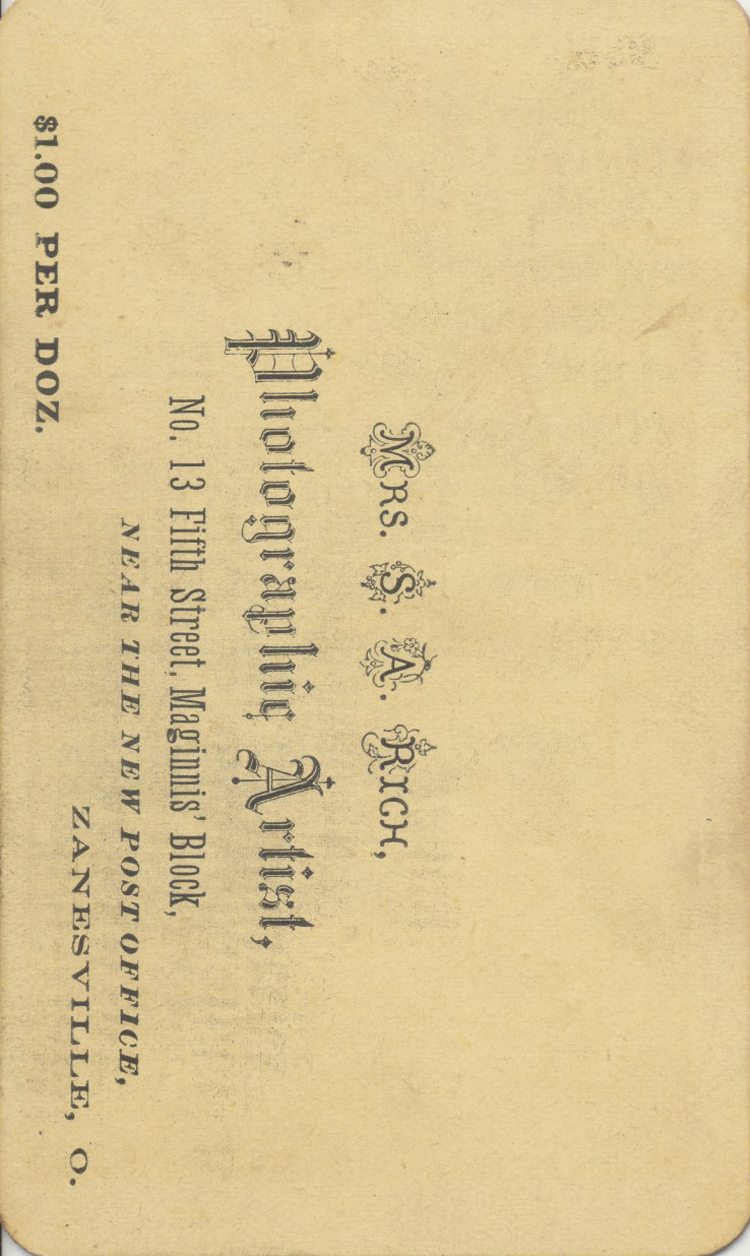 Mrs. S. A. Rich,
Photographic Artist,
No. 13 Fifth Street, Maginnis' Block,
NEAR THE NEW POST OFFICE,
ZANESVILLE, O.
$1.00 PER DOZ.